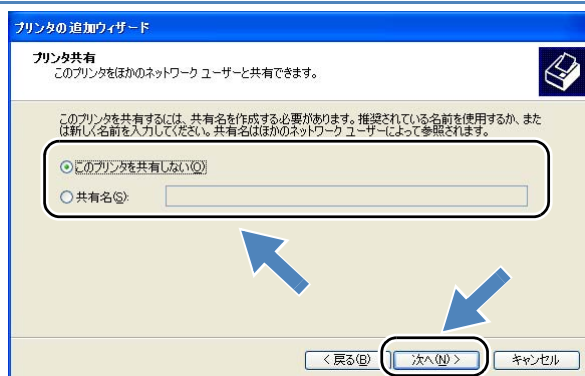 プリンタの追加ウィザード
プリンタ共有
このプリンタをほかのネットワーク ユーザーと共有できます。
このプリンタを共有するには、共有名を作成する必要があります。推奨されている名前を使用するか、また
は新しく名前を入力してください。共有名はほかのネットワーク ユーザーによって参照されます。
このプリンタを共有しない(O)
共有名(S):
< 戻る(B) 次へ(N) > キャンセル